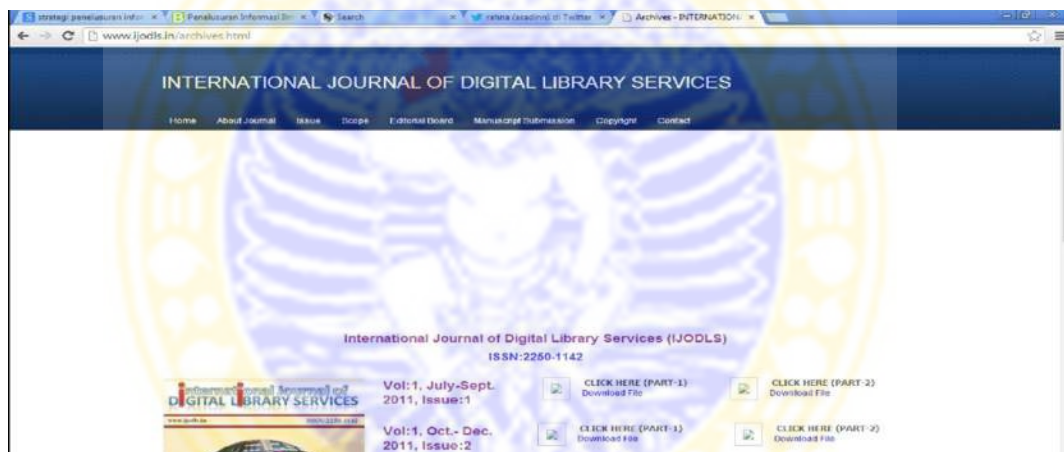 strategi penelusuran infor
Penelusuran Informasi
Search
rahma di Twitter
Archives - INTERNATION
www.ijodls.in/archives.html
INTERNATIONAL JOURNAL OF DIGITAL LIBRARY SERVICES
Home About Journal Issue Scope Editorial Board Manuscript Submission Copyright Contact
International Journal of Digital Library Services (IJODLS)
ISSN:2250-1142
international journal of
DIGITAL LIBRARY SERVICES
Vol:1, July-Sept.
2011, Issue:1
CLICK HERE (PART-1)
Download File
CLICK HERE (PART-2)
Download File
Vol:1, Oct.- Dec.
2011, Issue:2
CLICK HERE (PART-1)
Download File
CLICK HERE (PART-2)
Download File